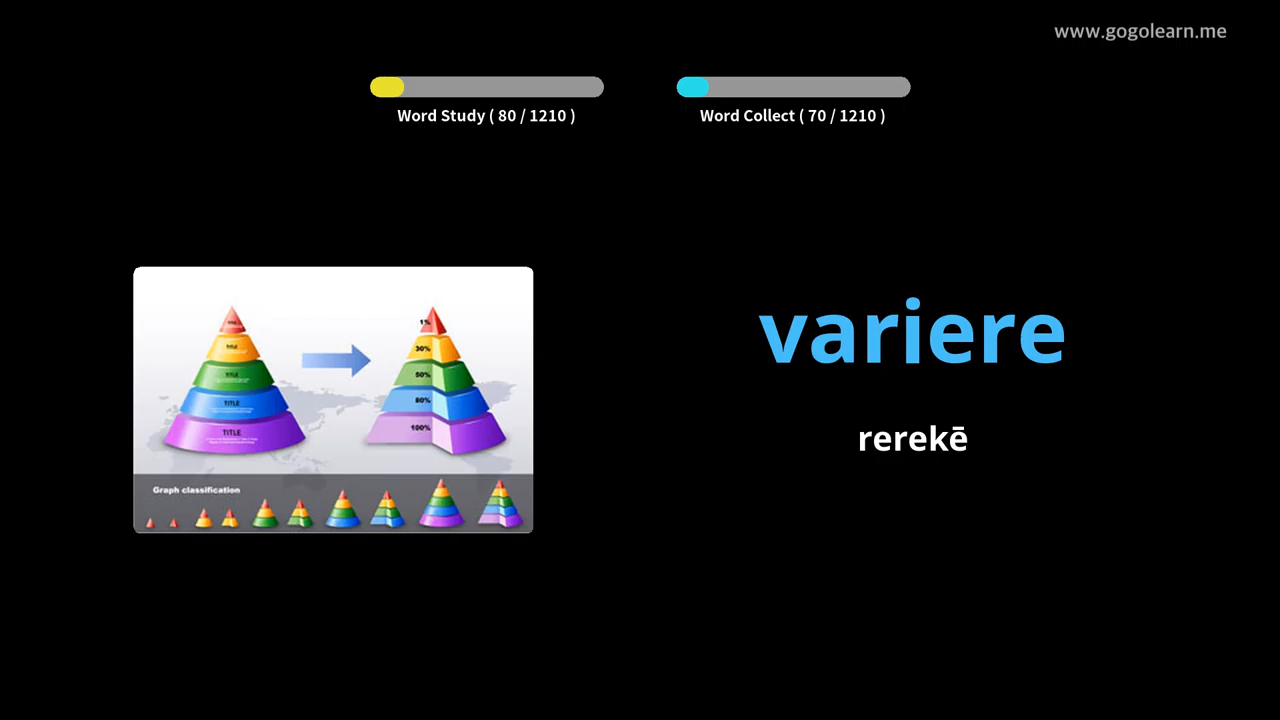 www.gogolearn.me
Word Study ( 80 / 1210 )
Word Collect ( 70 / 1210 )
variere
rerekē
TITLE
TITLE
TITLE
TITLE
1%
30%
50%
80%
100%
Graph classification